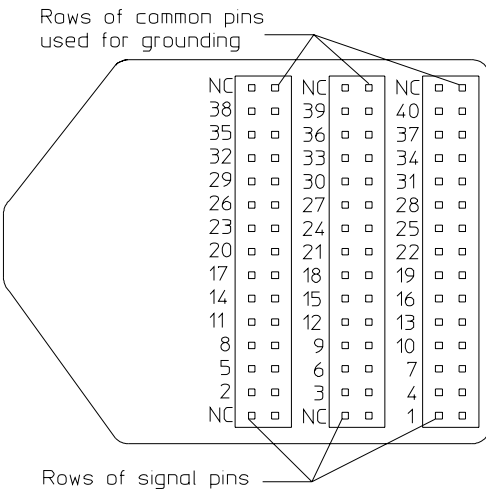 Rows of common pins
used for grounding
NC NC NC
38 39 40
35 36 37
32 33 34
29 30 31
26 27 28
23 24 25
20 21 22
17 18 19
14 15 16
11 12 13
8 9 10
5 6 7
2 3 4
NC NC 1
Rows of signal pins